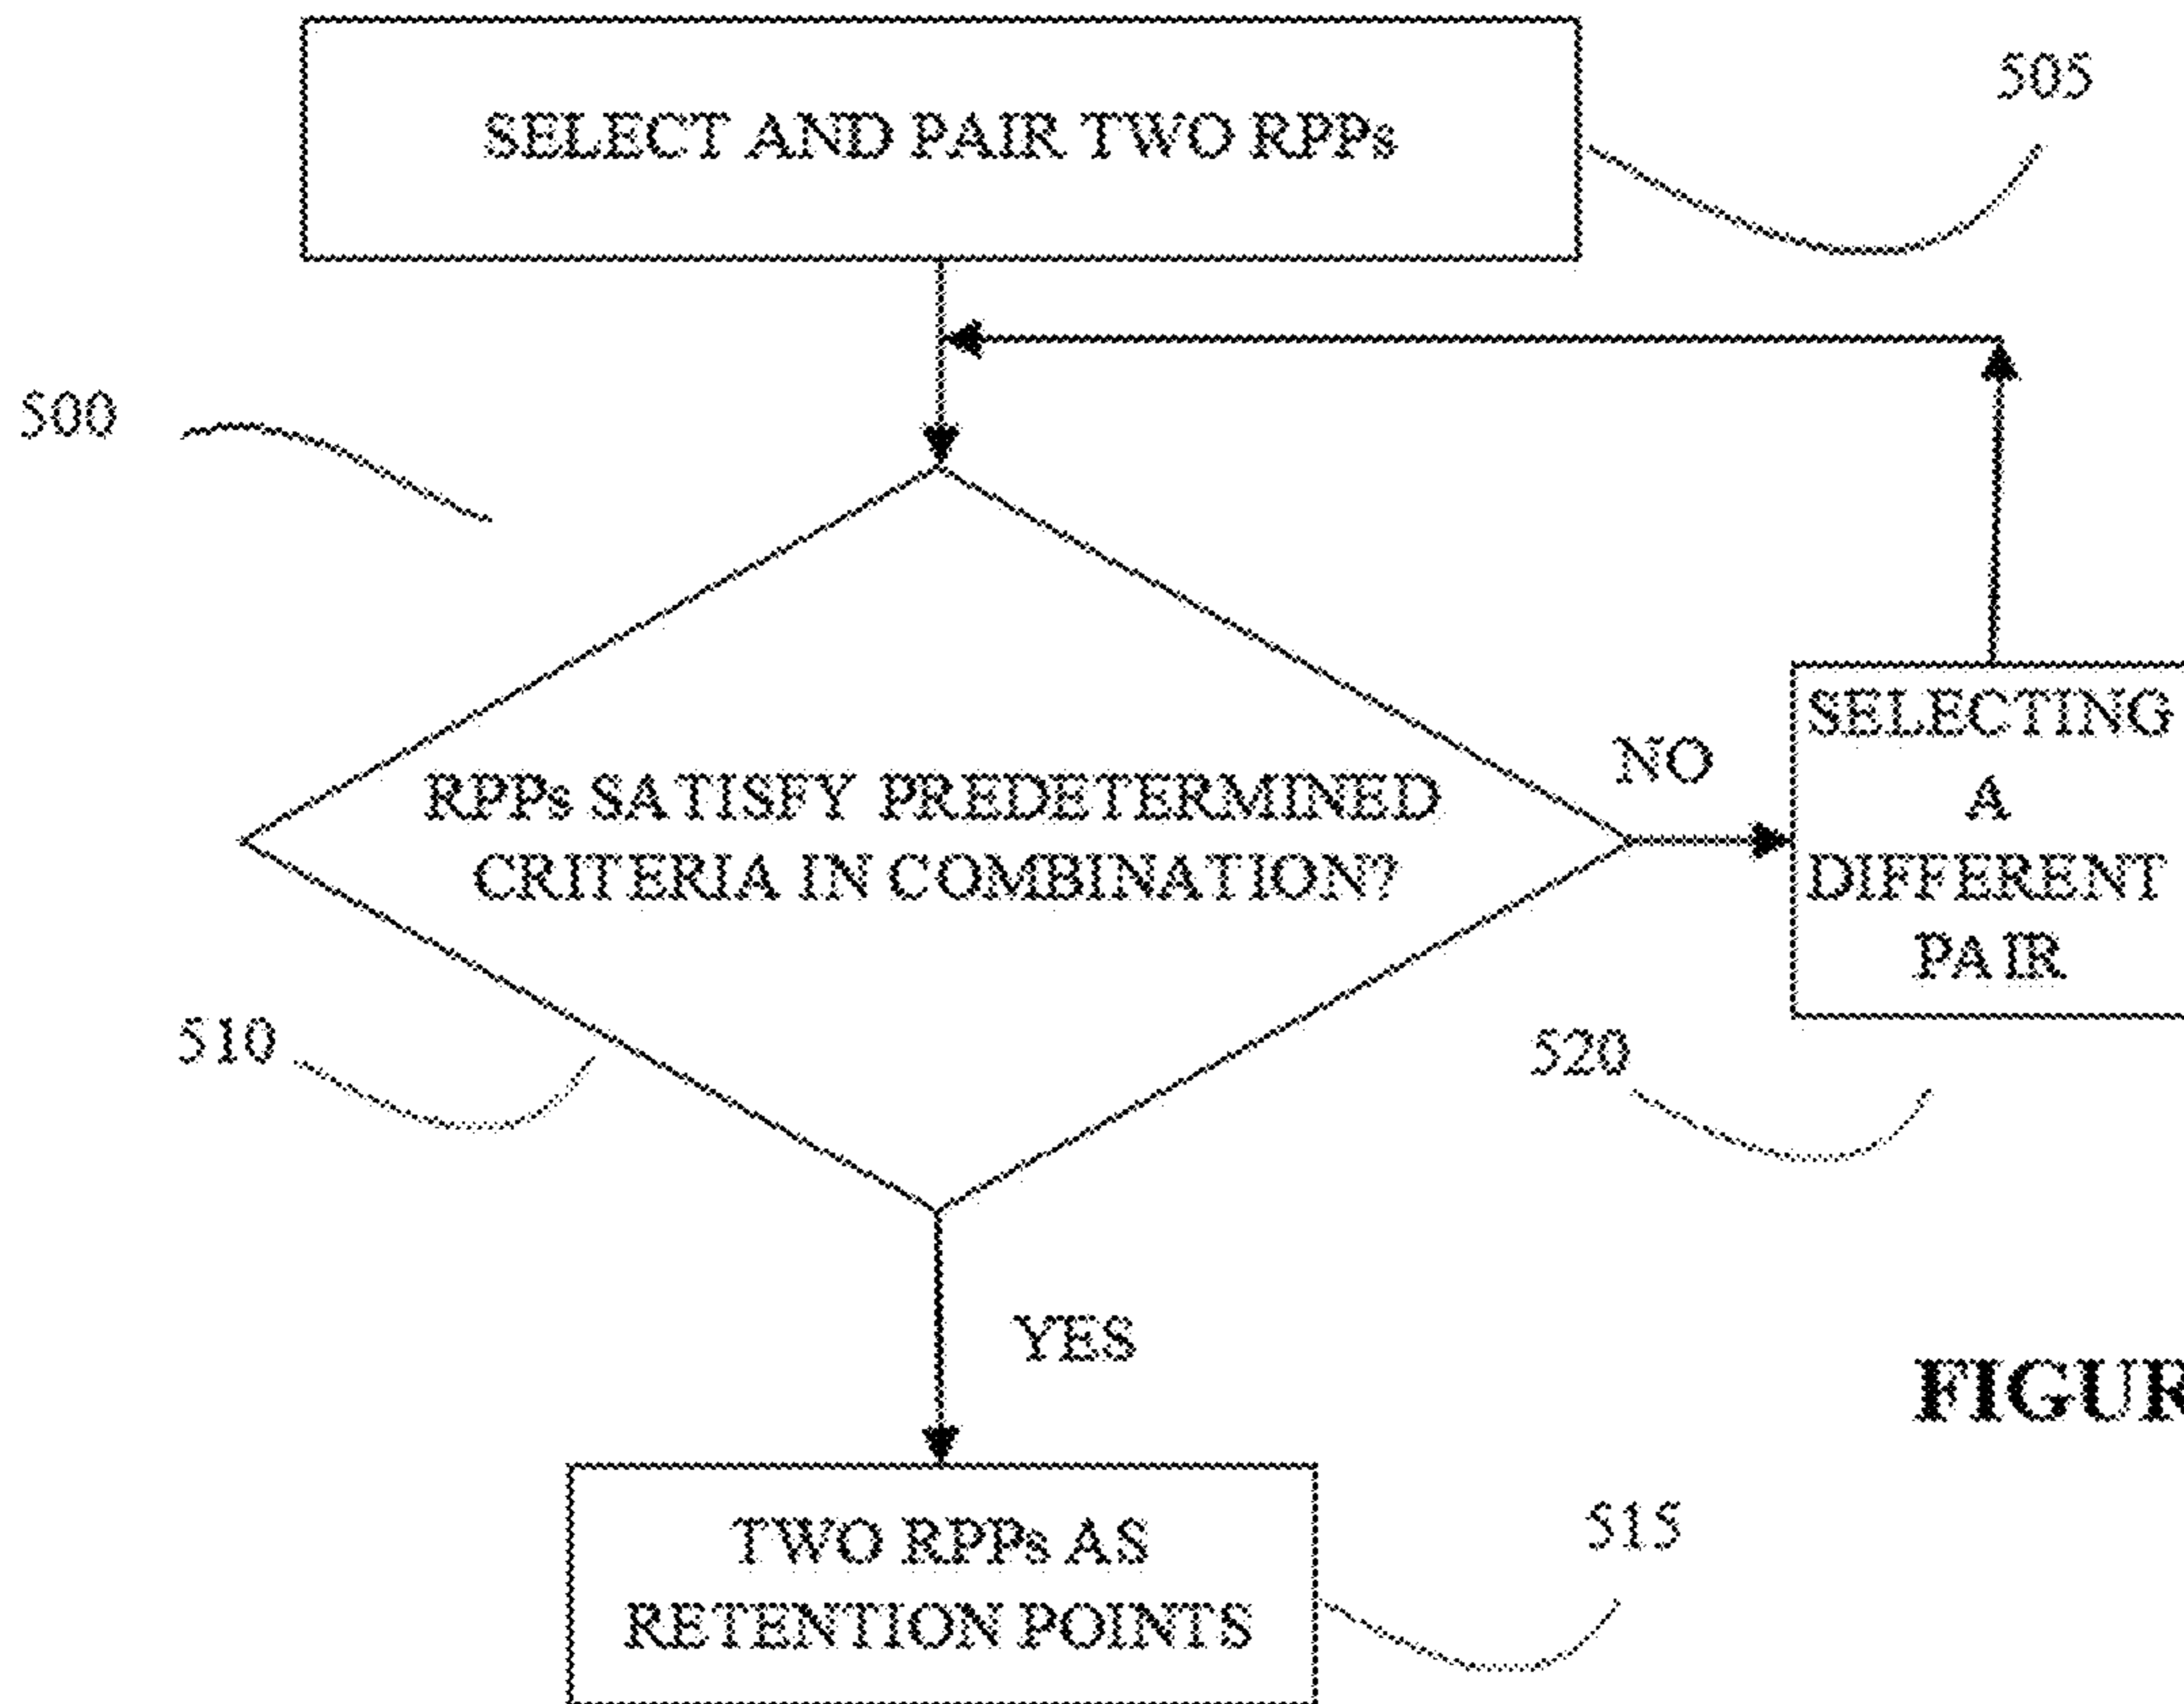 SELECT AND PAIR TWO RPPs
505
500
RPPs SATISFY PREDETERMINED
CRITERIA IN COMBINATION?
NO
SELECTING
A
DIFFERENT
PAIR
510
520
YES
FIGUR
TWO RPPs AS
RETENTION POINTS
515